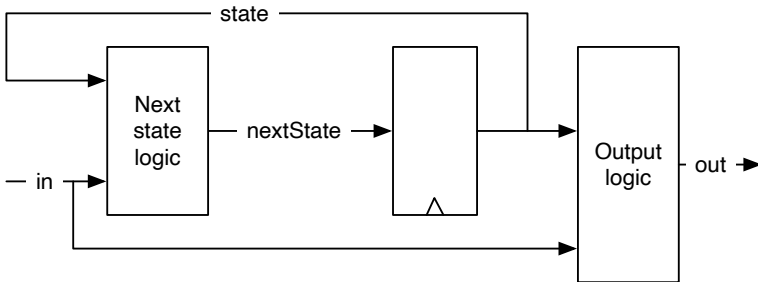 state
Next
state
logic
nextState
in
Output
logic
out